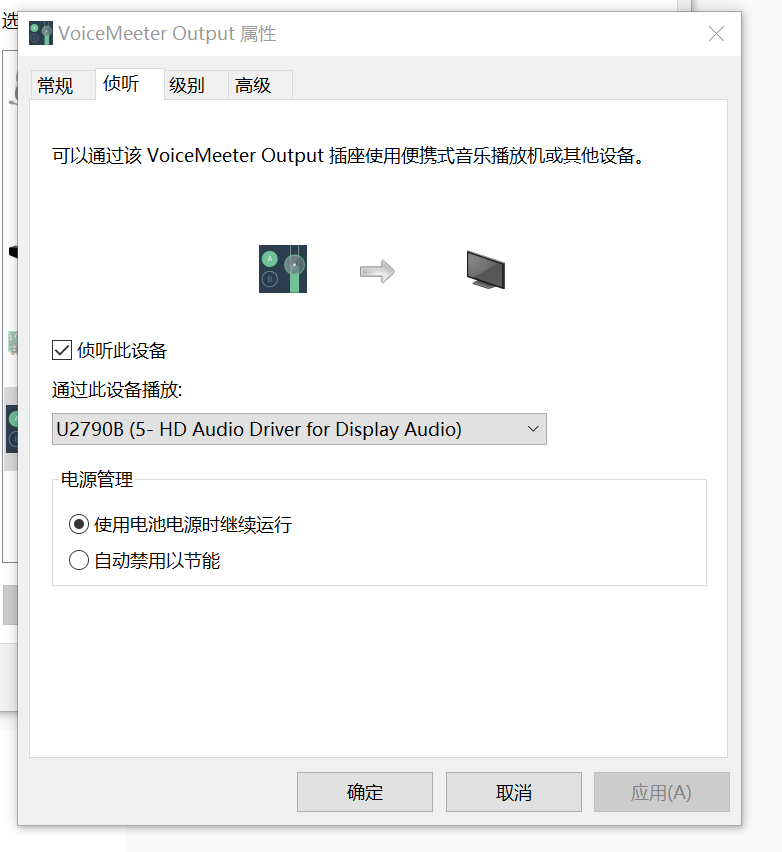 选
VoiceMeeter Output 属性
常规 侦听 级别 高级
可以通过该 VoiceMeeter Output 插座使用便携式音乐播放机或其他设备。
A
B
侦听此设备
通过此设备播放:
U2790B (5- HD Audio Driver for Display Audio)
电源管理
使用电池电源时继续运行
自动禁用以节能
确定 取消 应用(A)